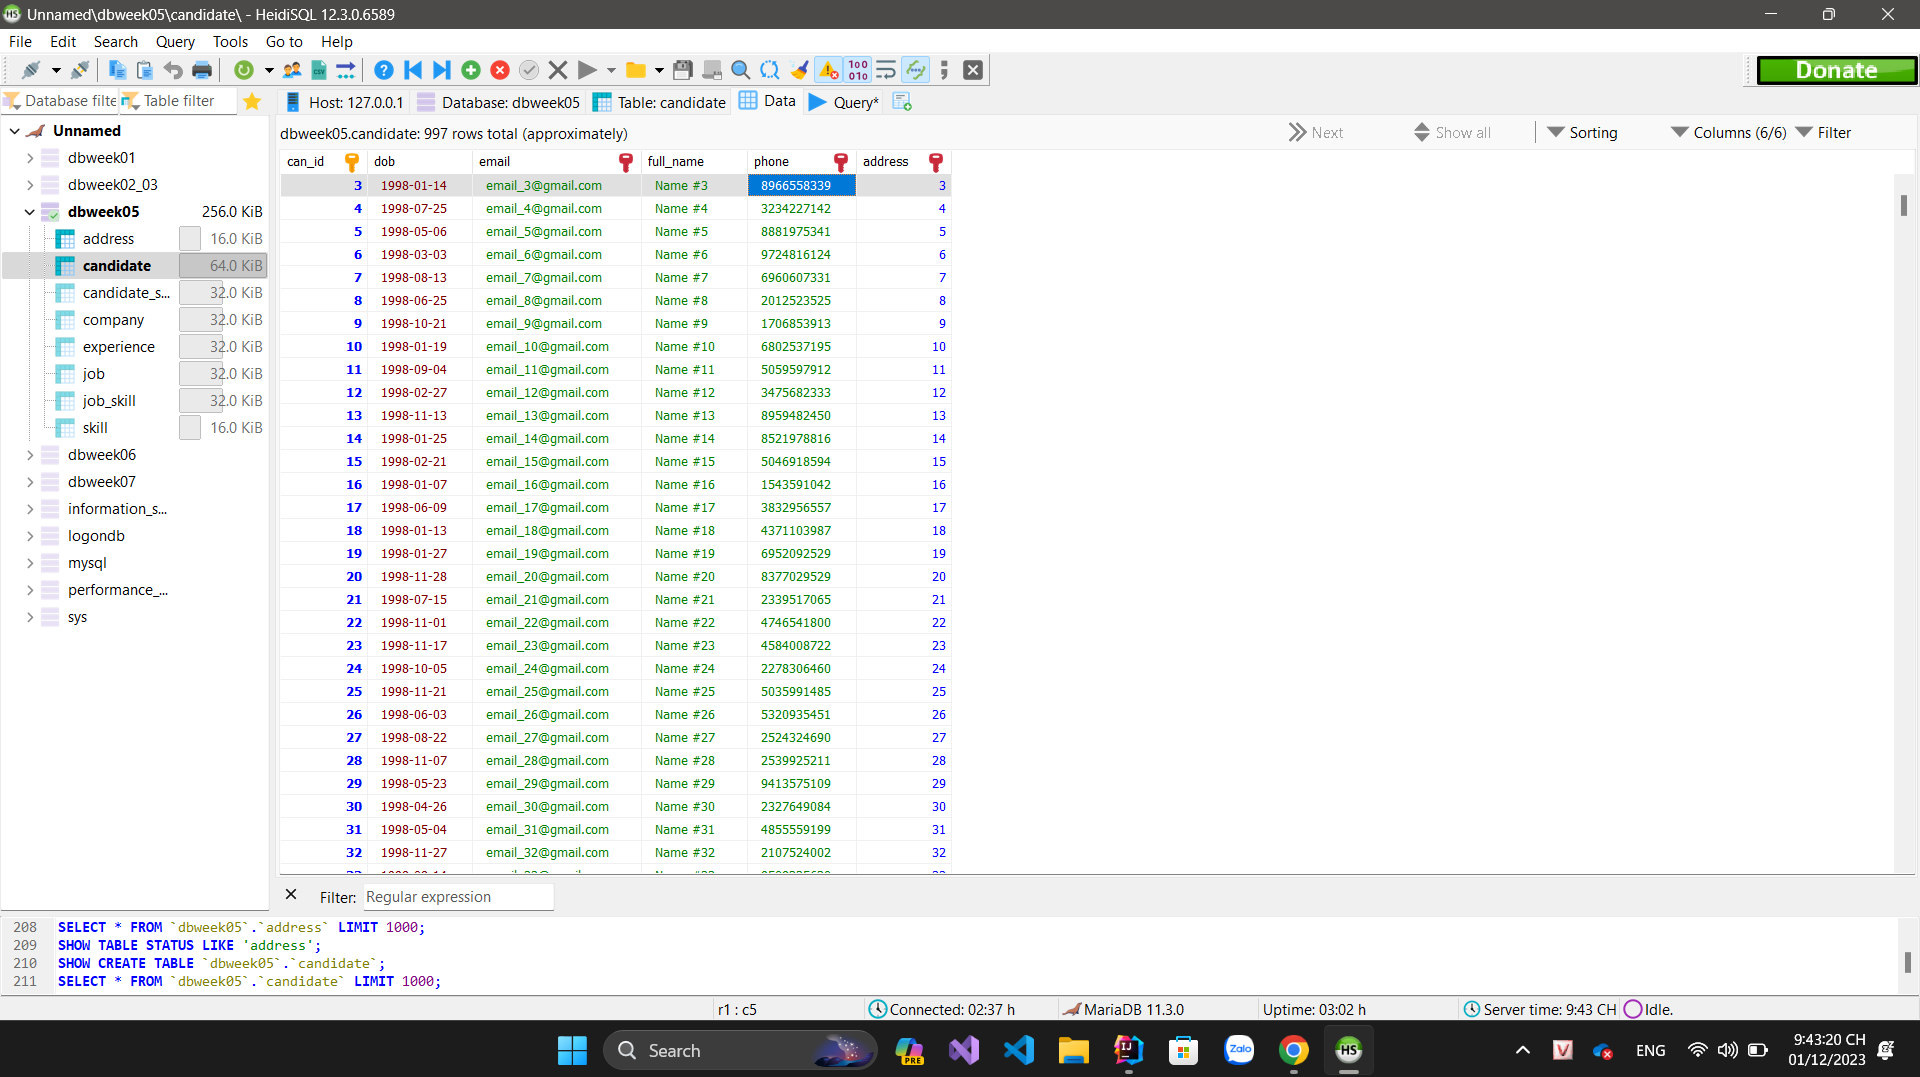 Unnamed\dbweek05\candidate\ - HeidiSQL 12.3.0.6589
File Edit Search Query Tools Go to Help
Donate
Database filte Table filter
Host: 127.0.0.1 Database: dbweek05 Table: candidate Data Query*
Unnamed
dbweek01
dbweek02_03
dbweek05 256.0 KiB
address 16.0 KiB
candidate 64.0 KiB
candidate_s... 32.0 KiB
company 32.0 KiB
experience 32.0 KiB
job 32.0 KiB
job_skill 32.0 KiB
skill 16.0 KiB
dbweek06
dbweek07
information_s...
logondb
mysql
performance_...
sys
dbweek05.candidate: 997 rows total (approximately) Next Show all Sorting Columns (6/6) Filter
can_id dob email full_name phone address
3 1998-01-14 email_3@gmail.com Name #3 8966558339 3
4 1998-07-25 email_4@gmail.com Name #4 3234227142 4
5 1998-05-06 email_5@gmail.com Name #5 8881975341 5
6 1998-03-03 email_6@gmail.com Name #6 9724816124 6
7 1998-08-13 email_7@gmail.com Name #7 6960607331 7
8 1998-06-25 email_8@gmail.com Name #8 2012523525 8
9 1998-10-21 email_9@gmail.com Name #9 1706853913 9
10 1998-01-19 email_10@gmail.com Name #10 6802537195 10
11 1998-09-04 email_11@gmail.com Name #11 5059597912 11
12 1998-02-27 email_12@gmail.com Name #12 3475682333 12
13 1998-11-13 email_13@gmail.com Name #13 8959482450 13
14 1998-01-25 email_14@gmail.com Name #14 8521978816 14
15 1998-02-21 email_15@gmail.com Name #15 5046918594 15
16 1998-01-07 email_16@gmail.com Name #16 1543591042 16
17 1998-06-09 email_17@gmail.com Name #17 3832956557 17
18 1998-01-13 email_18@gmail.com Name #18 4371103987 18
19 1998-01-27 email_19@gmail.com Name #19 6952092529 19
20 1998-11-28 email_20@gmail.com Name #20 8377029529 20
21 1998-07-15 email_21@gmail.com Name #21 2339517065 21
22 1998-11-01 email_22@gmail.com Name #22 4746541800 22
23 1998-11-17 email_23@gmail.com Name #23 4584008722 23
24 1998-10-05 email_24@gmail.com Name #24 2278306460 24
25 1998-11-21 email_25@gmail.com Name #25 5035991485 25
26 1998-06-03 email_26@gmail.com Name #26 5320935451 26
27 1998-08-22 email_27@gmail.com Name #27 2524324690 27
28 1998-11-07 email_28@gmail.com Name #28 2539925211 28
29 1998-05-23 email_29@gmail.com Name #29 9413575109 29
30 1998-04-26 email_30@gmail.com Name #30 2327649084 30
31 1998-05-04 email_31@gmail.com Name #31 4855559199 31
32 1998-11-27 email_32@gmail.com Name #32 2107524002 32
Filter: Regular expression
208 SELECT * FROM `dbweek05`.`address` LIMIT 1000;
209 SHOW TABLE STATUS LIKE 'address';
210 SHOW CREATE TABLE `dbweek05`.`candidate`;
211 SELECT * FROM `dbweek05`.`candidate` LIMIT 1000;
r1 : c5 Connected: 02:37 h MariaDB 11.3.0 Uptime: 03:02 h Server time: 9:43 CH Idle.
Search PRE Zalo HS ENG 9:43:20 CH
01/12/2023